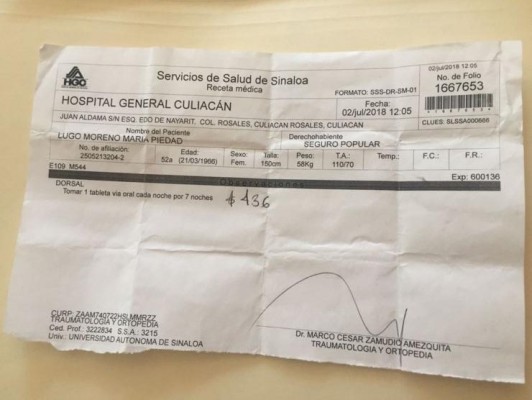 HGC
02/jul/2018 12:05
Servicios de Salud de Sinaloa
Receta médica
FORMATO: SSS-DR-SM-01
No. de Folio
1667653
HOSPITAL GENERAL CULIACÁN
Fecha:
02/jul/2018 12:05
JUAN ALDAMA S/N ESQ. EDO DE NAYARIT. COL. ROSALES, CULIACAN ROSALES, CULIACAN
CLUES: SLSSA000668
Nombre del Paciente
LUGO MORENO MARIA PIEDAD
Derechohabiente
SEGURO POPULAR
No. de afiliación: Edad: Sexo: Talla: Peso: T.A.: Temp.: F.C.: F.R.:
2505213204-2 52a (21/03/1966) Fem. 150cm 58Kg 110/70
E109 M544
Exp: 600136
Observaciones
DORSAL
Tomar 1 tableta via oral cada noche por 7 noches
$ 136
CURP: ZAAM740722HSLMMRZZ
TRAUMATOLOGIA Y ORTOPEDIA
Ced. Prof.: 3222834 S.S.A.: 3215
Univ.: UNIVERSIDAD AUTONOMA DE SINALOA
Dr. MARCO CESAR ZAMUDIO AMEZQUITA
TRAUMATOLOGIA Y ORTOPEDIA